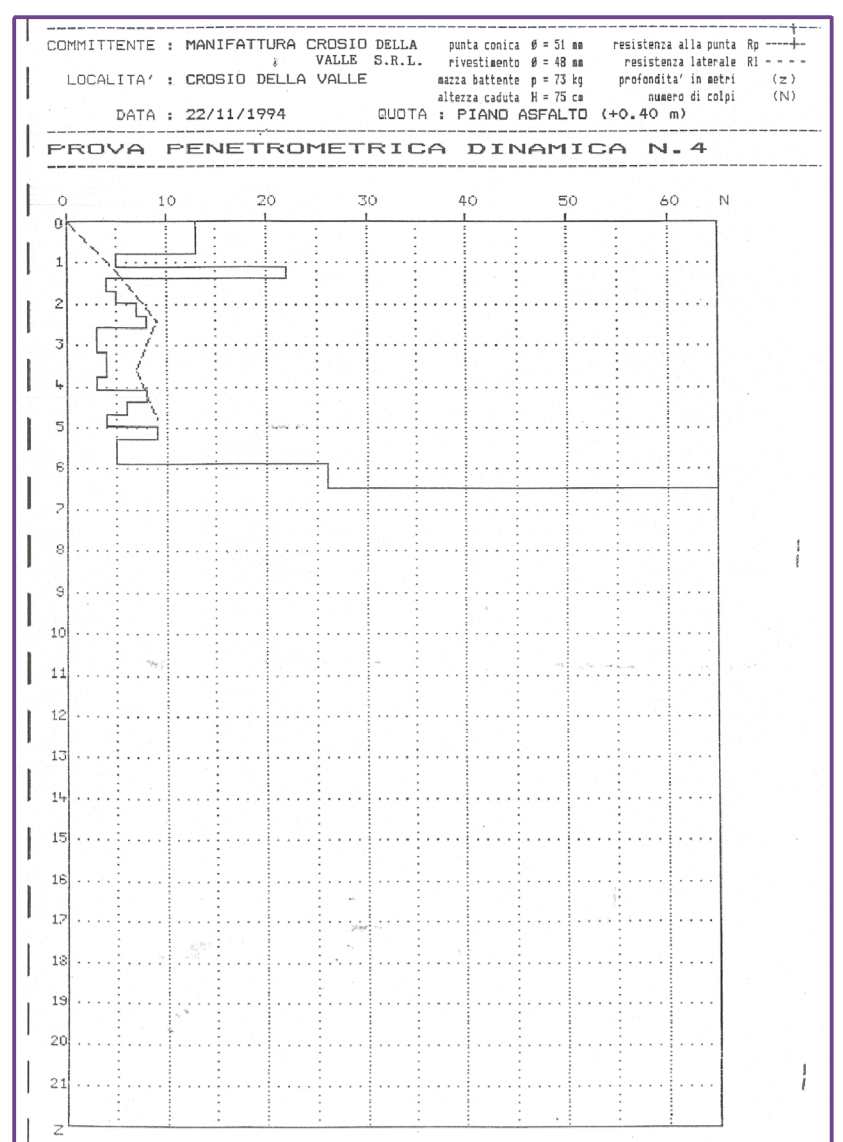 COMMITTENTE : MANIFATTURA CROSIO DELLA punta conica ø = 51 mm resistenza alla punta Rp
VALLE S.R.L. rivestimento ø = 48 mm resistenza laterale Rl
LOCALITA' : CROSIO DELLA VALLE mazza battente p = 73 kg profondita' in metri (z)
altezza caduta H = 75 cm numero di colpi (N)
DATA : 22/11/1994 QUOTA : PIANO ASFALTO (+0.40 m)
PROVA PENETROMETRICA DINAMICA N.4
0 10 20 30 40 50 60 N
0
1
2
3
4
5
6
7
8
9
10
11
12
13
14
15
16
17
18
19
20
21
Z